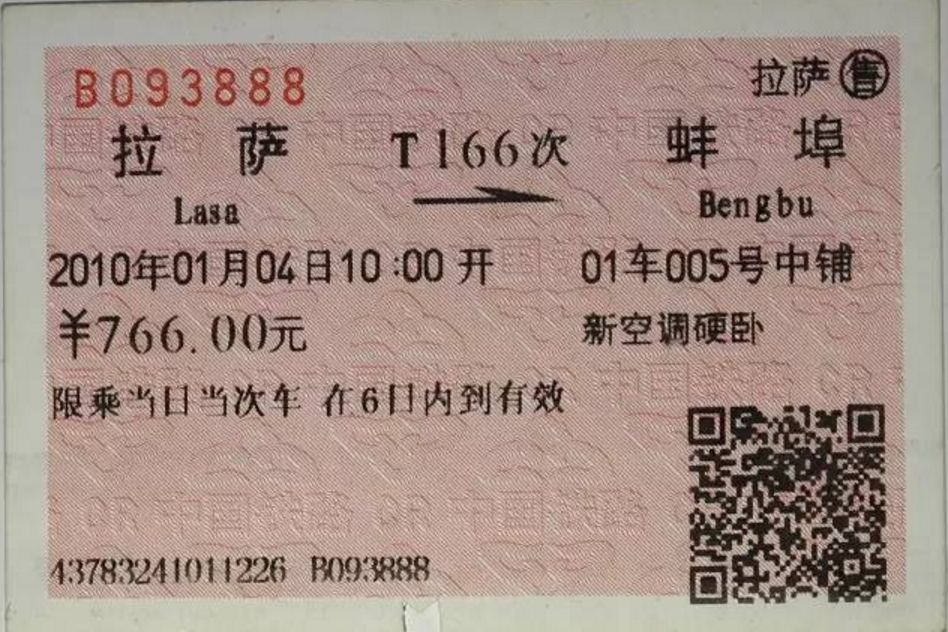 B093888 拉萨 售
拉萨 T166次 蚌埠
Lasa Bengbu
2010年01月04日10:00开 01车005号中铺
¥766.00元 新空调硬卧
限乘当日当次车 在6日内到有效
43783241011226 B093888